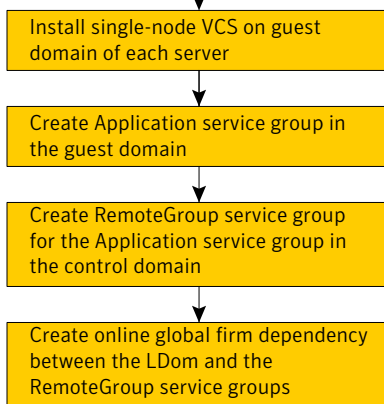 Install single-node VCS on guest
domain of each server
Create Application service group in
the guest domain
Create RemoteGroup service group
for the Application service group in
the control domain
Create online global firm dependency
between the LDom and the
RemoteGroup service groups